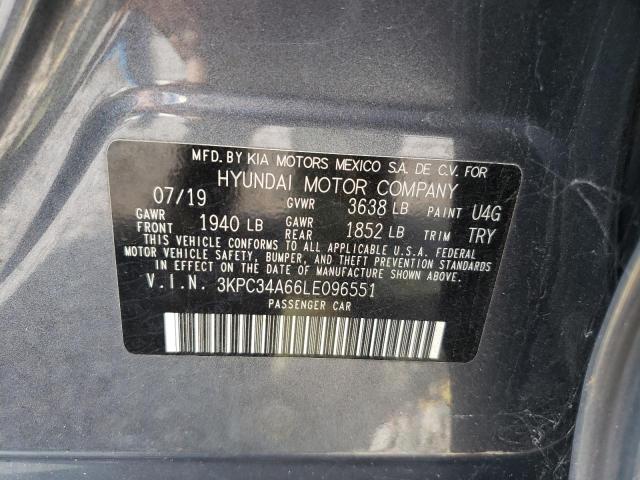 MFD. BY KIA MOTORS MEXICO S.A. DE C.V. FOR
HYUNDAI MOTOR COMPANY
07/19 GVWR 3638 LB PAINT U4G
GAWR FRONT 1940 LB GAWR REAR 1852 LB TRIM TRY
THIS VEHICLE CONFORMS TO ALL APPLICABLE U.S.A. FEDERAL
MOTOR VEHICLE SAFETY, BUMPER, AND THEFT PREVENTION STANDARDS
IN EFFECT ON THE DATE OF MANUFACTURE SHOWN ABOVE.
V.I.N. 3KPC34A66LE096551
PASSENGER CAR